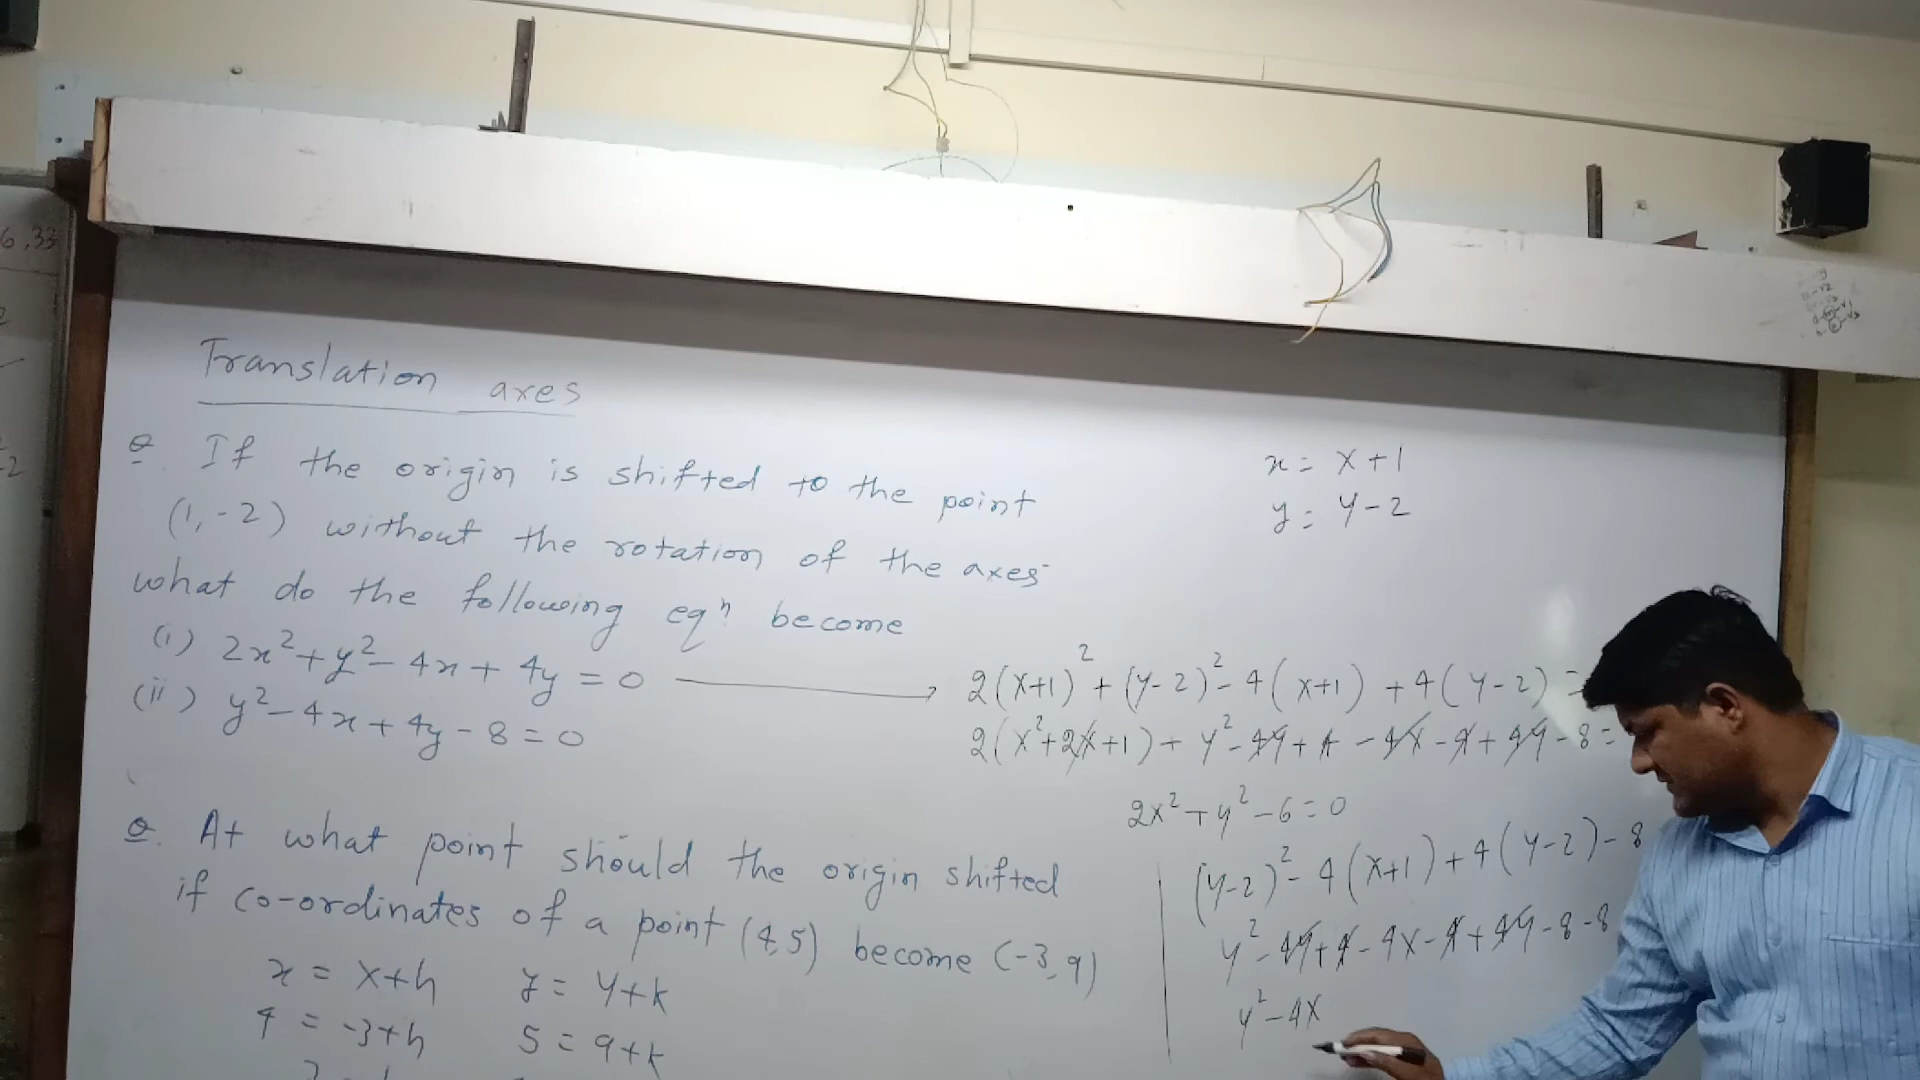 Translation axes
Q. If the origin is shifted to the point
(1, -2) without the rotation of the axes
what do the following eqⁿ? become
(i) 2x²+y²-4x+4y=0
(ii) y²-4x+4y-8=0
Q. At what point should the origin shifted
if co-ordinates of a point (4,5) become (-3,9)
x = X+h y = Y+k
4 = -3+h 5 = 9+k
x = X+1
y = Y-2
2(X+1)²+(Y-2)²-4(X+1)+4(Y-2)=
2(X²+2X+1)+Y²-4Y+4-4X-4+4Y-8=
2X²+Y²-6=0
(Y-2)²-4(X+1)+4(Y-2)-8
Y²-4Y+4-4X-4+4Y-8-8
Y²-4X
6,33